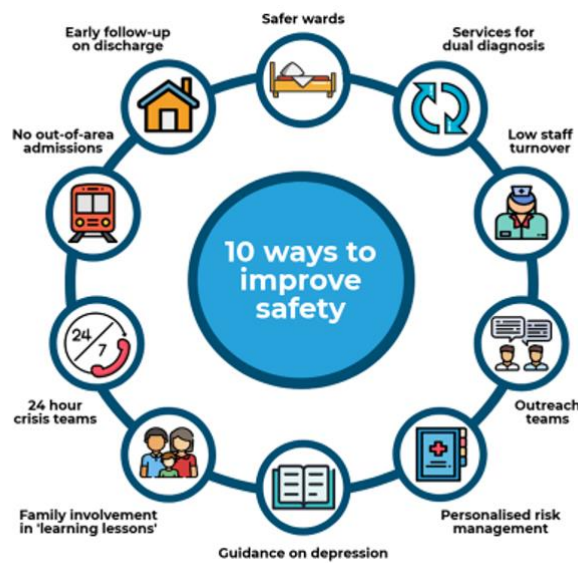 Safer wards
Early follow-up
on discharge
Services for
dual diagnosis
No out-of-area
admissions
Low staff
turnover
10 ways to
improve
safety
24
7
24 hour
crisis teams
Outreach
teams
Family involvement
in 'learning lessons'
Personalised risk
management
Guidance on depression